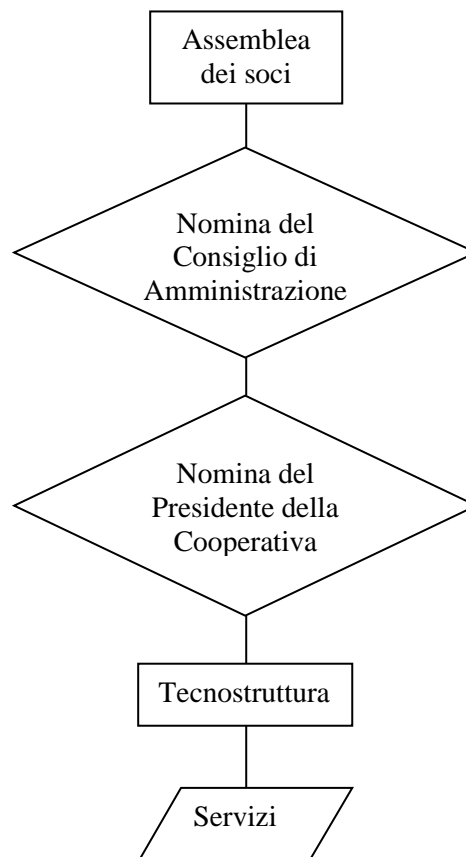 Assemblea
dei soci
Nomina del
Consiglio di
Amministrazione
Nomina del
Presidente della
Cooperativa
Tecnostruttura
Servizi